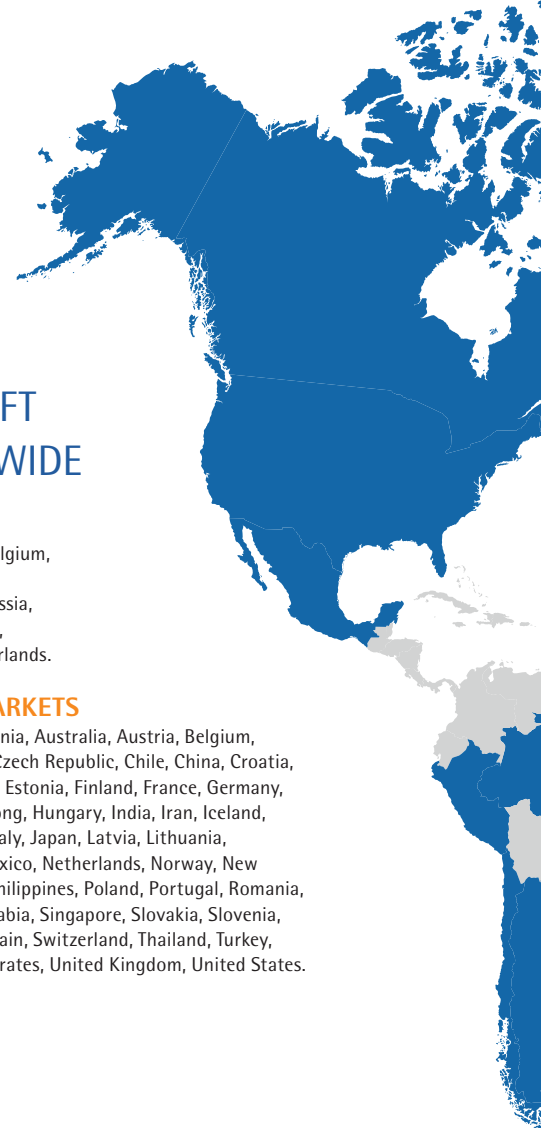 FT
WIDE
lgium,
ssia,
,
rlands.
ARKETS
nia, Australia, Austria, Belgium,
Czech Republic, Chile, China, Croatia,
, Estonia, Finland, France, Germany,
ong, Hungary, India, Iran, Iceland,
aly, Japan, Latvia, Lithuania,
xico, Netherlands, Norway, New
hilippines, Poland, Portugal, Romania,
abia, Singapore, Slovakia, Slovenia,
ain, Switzerland, Thailand, Turkey,
rates, United Kingdom, United States.